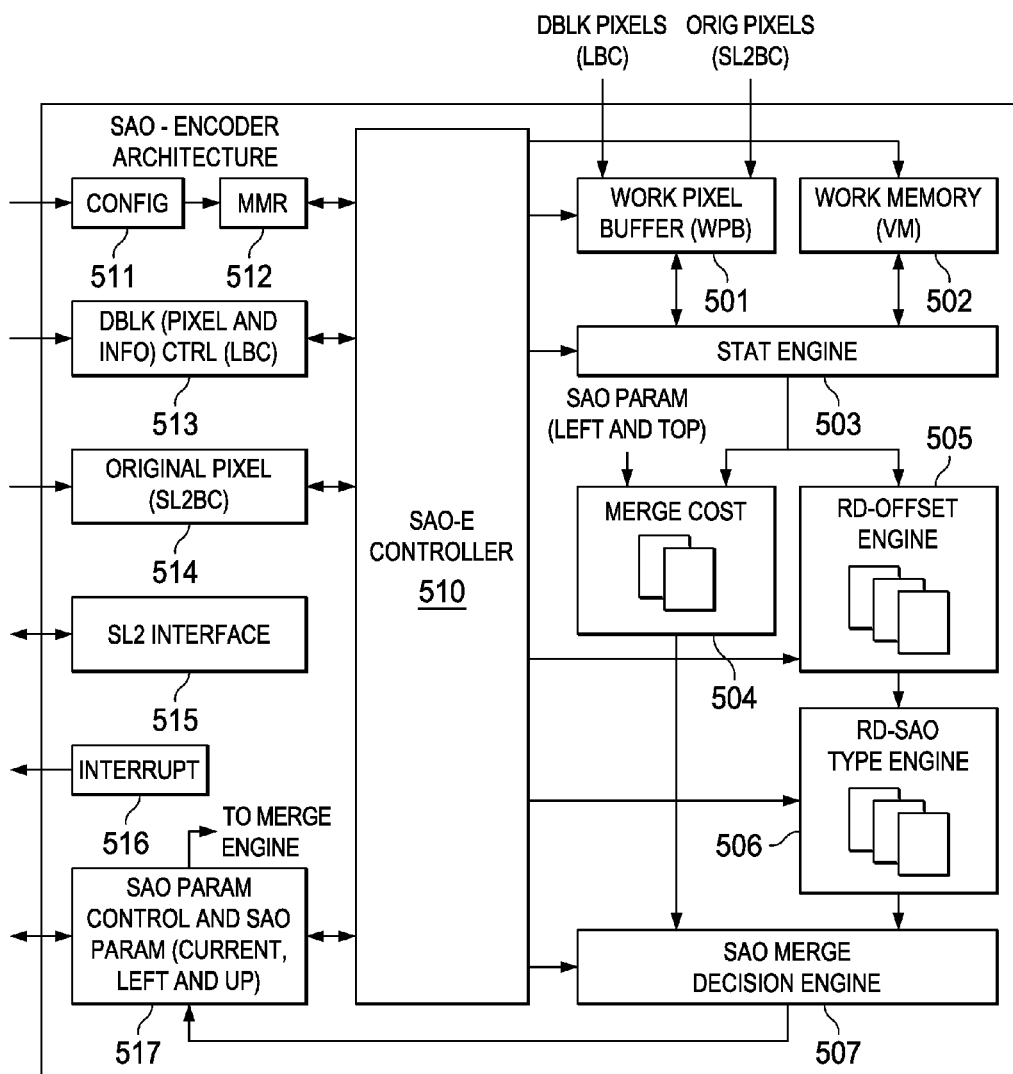 DBLK PIXELS
(LBC)
ORIG PIXELS
(SL2BC)
SAO - ENCODER
ARCHITECTURE
CONFIG
MMR
511
512
DBLK (PIXEL AND
INFO) CTRL (LBC)
513
ORIGINAL PIXEL
(SL2BC)
514
SL2 INTERFACE
515
INTERRUPT
516
TO MERGE
ENGINE
SAO PARAM
CONTROL AND SAO
PARAM (CURRENT,
LEFT AND UP)
517
SAO-E
CONTROLLER
510
WORK PIXEL
BUFFER (WPB)
501
WORK MEMORY
(VM)
502
STAT ENGINE
503
SAO PARAM
(LEFT AND TOP)
MERGE COST
504
505
RD-OFFSET
ENGINE
RD-SAO
TYPE ENGINE
506
SAO MERGE
DECISION ENGINE
507